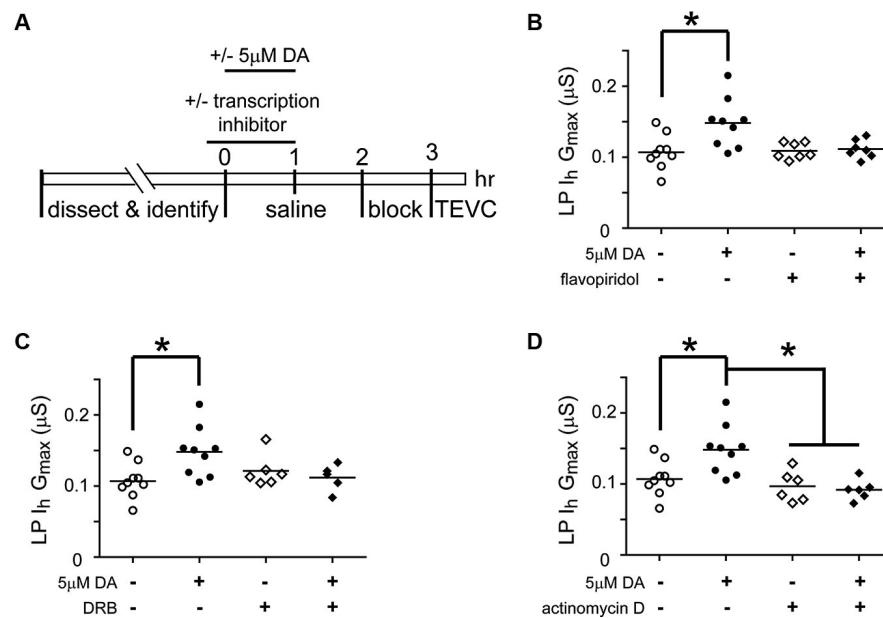 A
+/- 5μM DA
+/- transcription
inhibitor
0 1 2 3
hr
dissect & identify saline block TEVC
B
*
LP Ih Gmax (μS)
0.2
0.1
0
5μM DA - + - +
flavopiridol - - + +
C
*
LP Ih Gmax (μS)
0.2
0.1
0
5μM DA - + - +
DRB - - + +
D
* *
LP Ih Gmax (μS)
0.2
0.1
0
5μM DA - + - +
actinomycin D - - + +